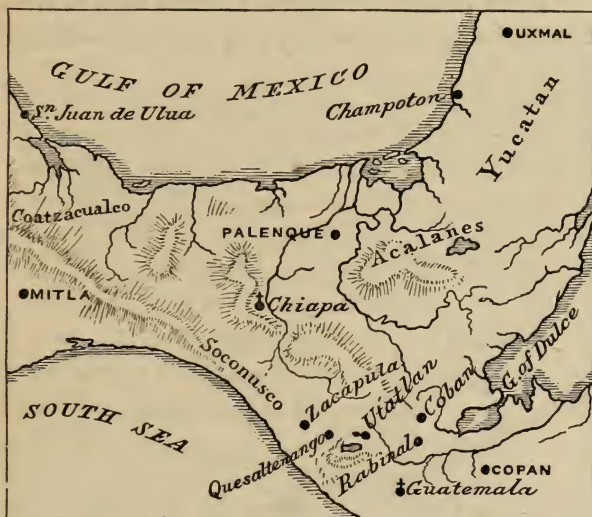 UXMAL
GULF OF MEXICO
Sn. Juan de Ulua
Champoton
Yucatan
Coatzacualco
PALENQUE
Acalanes
MITLA
Chiapa
Soconusco
G. of Dulce
Zacapula
Utatlan
Coban
SOUTH SEA
Quesaltenango
Rabinal
COPAN
Guatemala